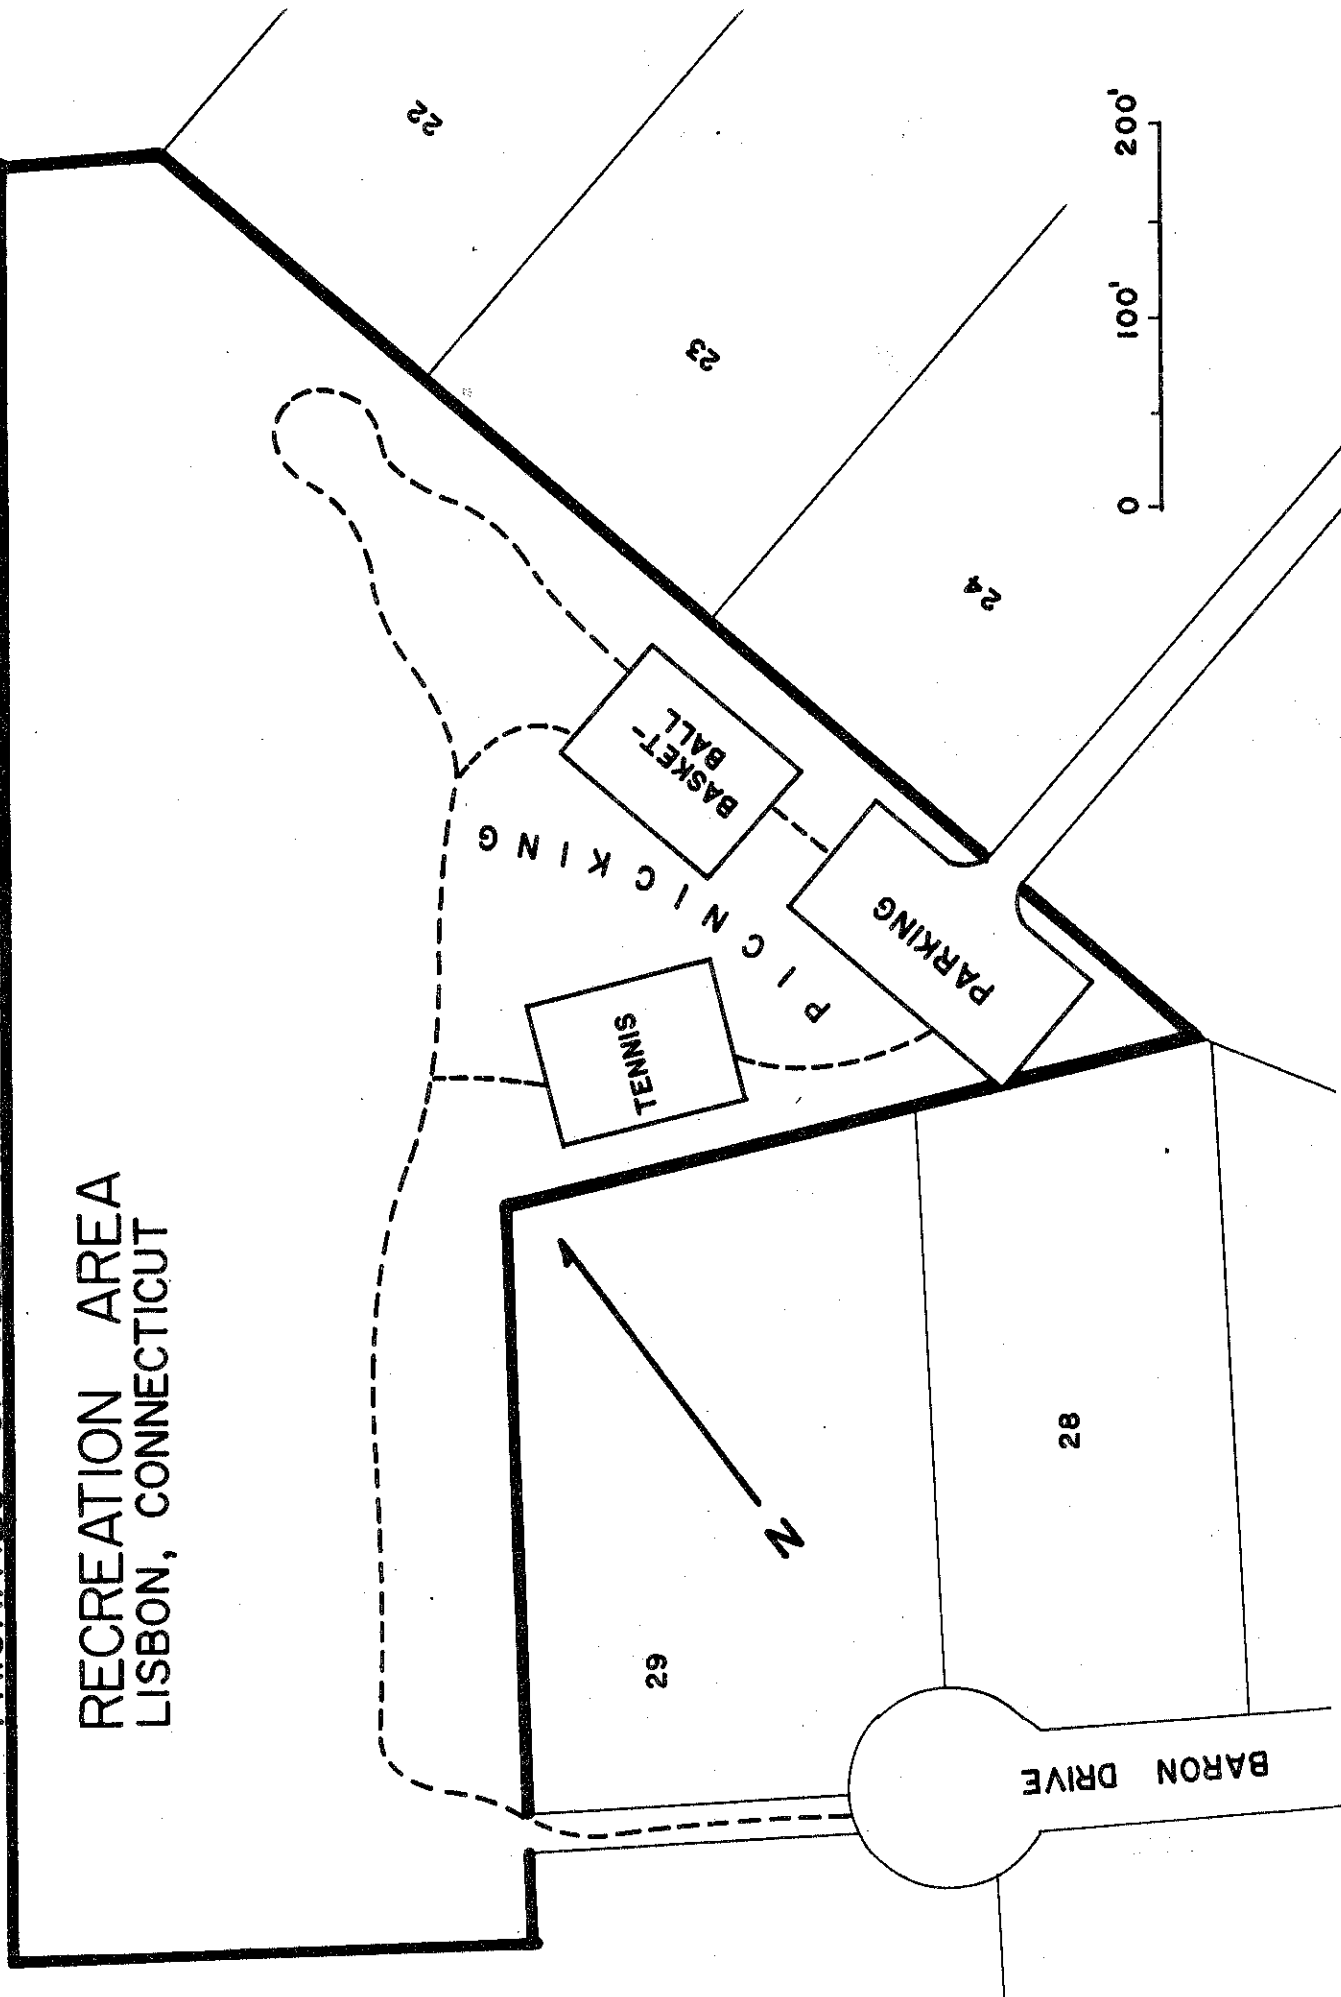 RECREATION AREA
LISBON, CONNECTICUT
22
23
24
0 100' 200'
BASKET-
BALL
PICNICKING
TENNIS
PARKING
N
29
28
BARON DRIVE